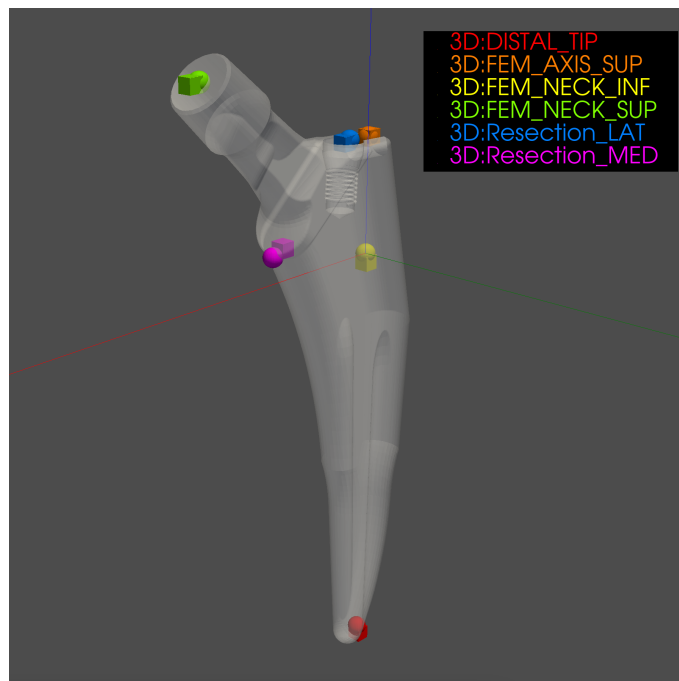 3D:DISTAL_TIP
3D:FEM_AXIS_SUP
3D:FEM_NECK_INF
3D:FEM_NECK_SUP
3D:Resection_LAT
3D:Resection_MED